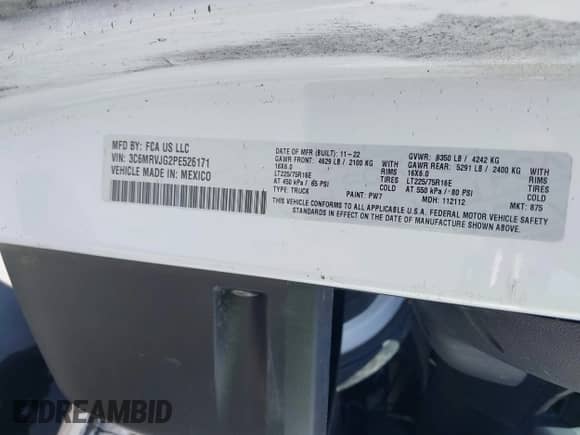 MFD BY: FCA US LLC
VIN: 3C6MRVJG2PE526171
VEHICLE MADE IN: MEXICO
DATE OF MFR (BUILT): 11-22
GAWR FRONT: 4629 LB / 2100 KG
16X6.0 WITH RIMS
LT225/75R16E TIRES
AT 450 kPa / 65 PSI COLD
TYPE: TRUCK PAINT: PW7
GVWR: 9350 LB / 4242 KG
GAWR REAR: 5291 LB / 2400 KG
16X6.0 WITH RIMS
LT225/75R16E TIRES
AT 550 kPa / 80 PSI COLD
MDH: 112112 MKT: 875
THIS VEHICLE CONFORMS TO ALL APPLICABLE U.S.A. FEDERAL MOTOR VEHICLE SAFETY
STANDARDS IN EFFECT ON THE DATE OF MANUFACTURE SHOWN ABOVE.
DREAMBID